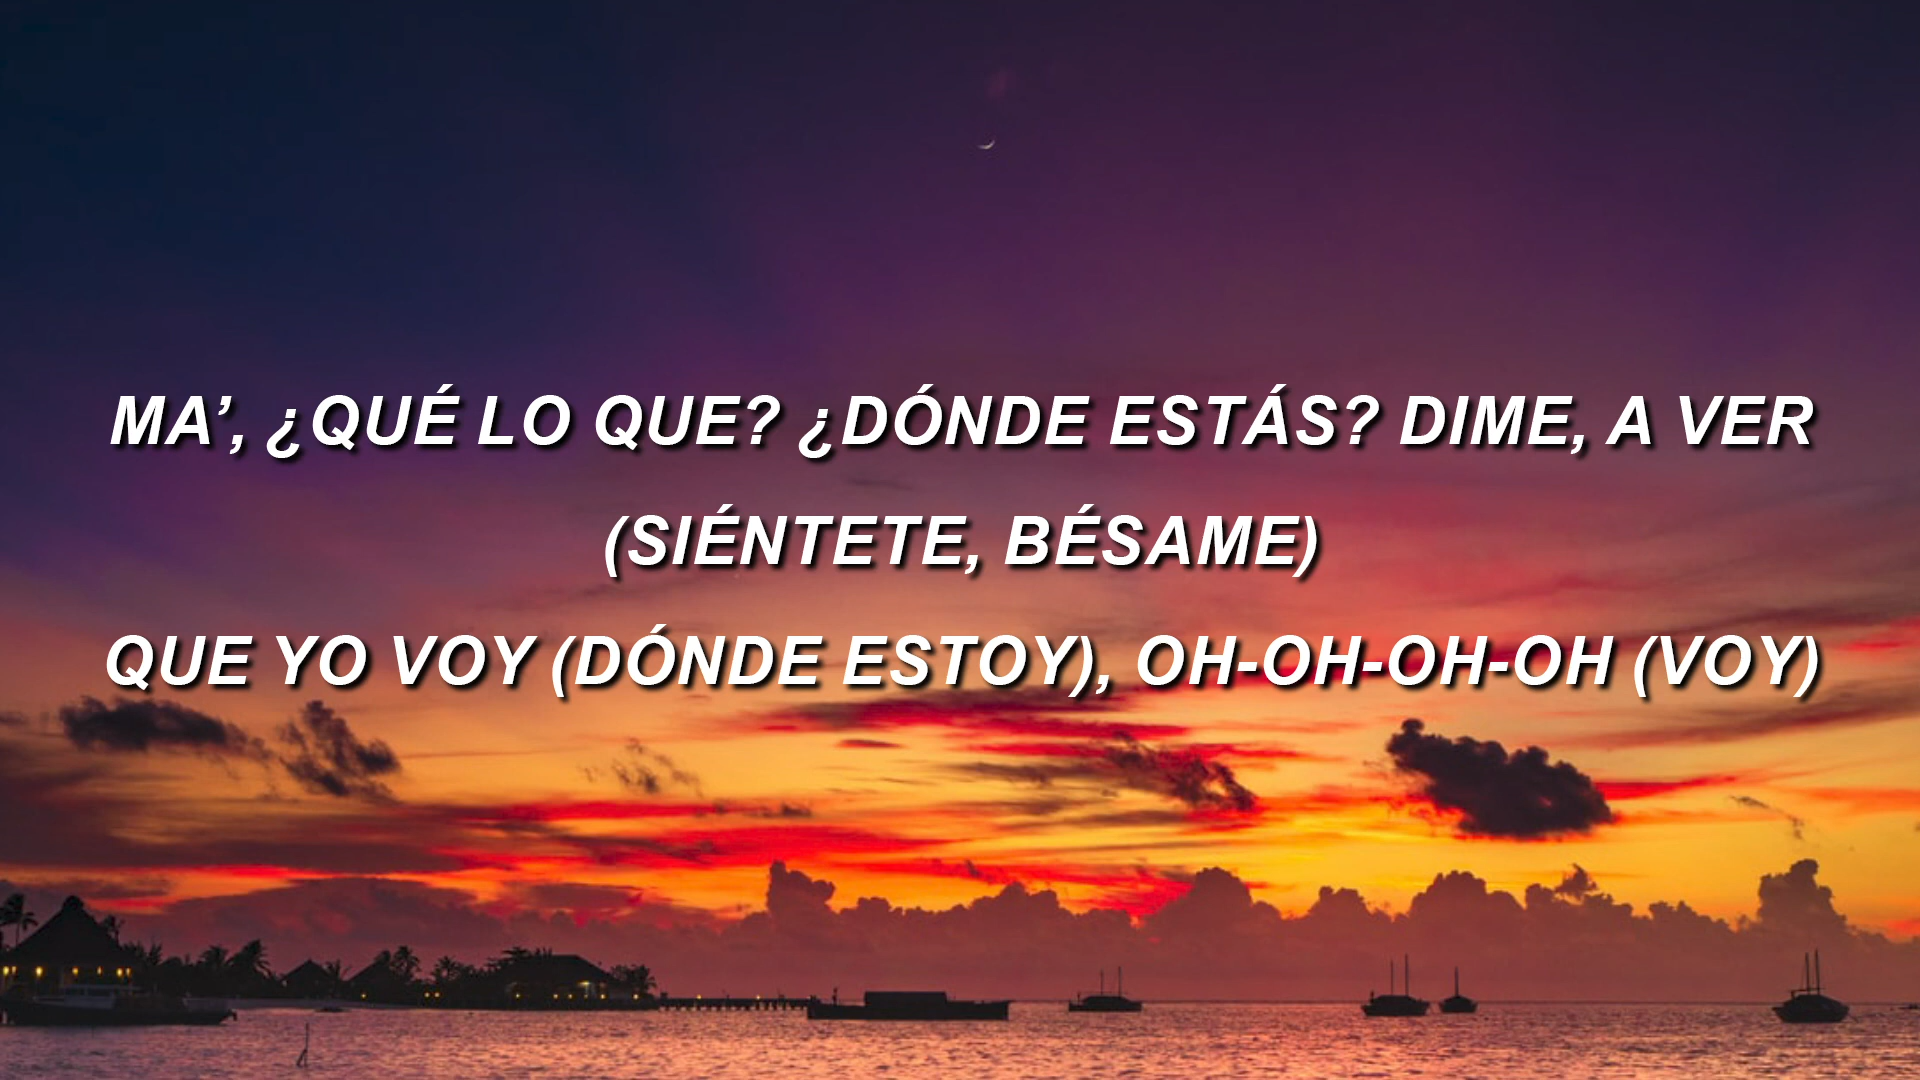 MA’, ¿QUÉ LO QUE? ¿DÓNDE ESTÁS? DIME, A VER
(SIÉNTETE, BÉSAME)
QUE YO VOY (DÓNDE ESTOY), OH-OH-OH-OH (VOY)